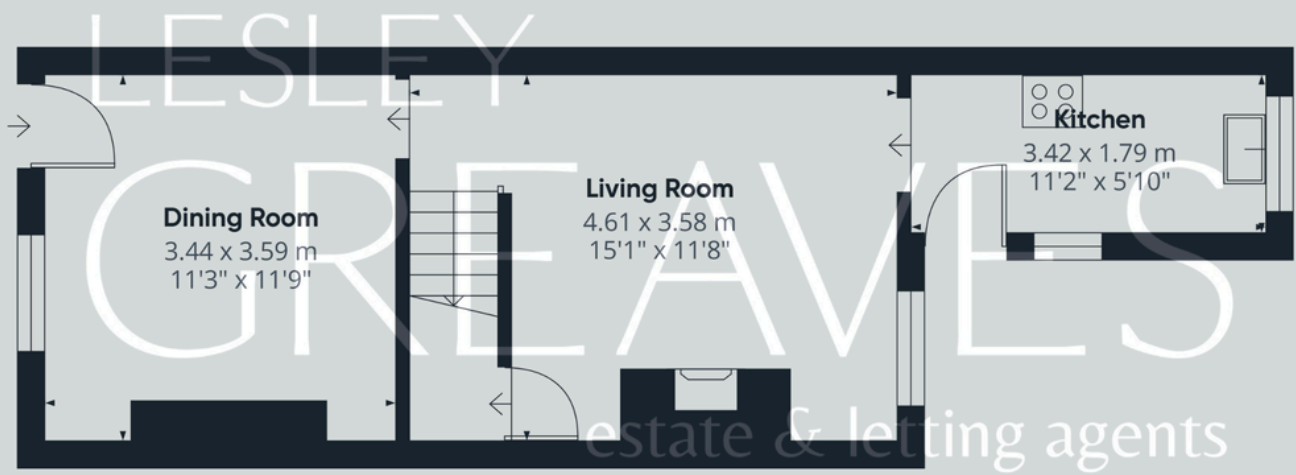 LESLEY
GREAVES
estate & letting agents
Dining Room
3.44 x 3.59 m
11'3" x 11'9"
Living Room
4.61 x 3.58 m
15'1" x 11'8"
Kitchen
3.42 x 1.79 m
11'2" x 5'10"